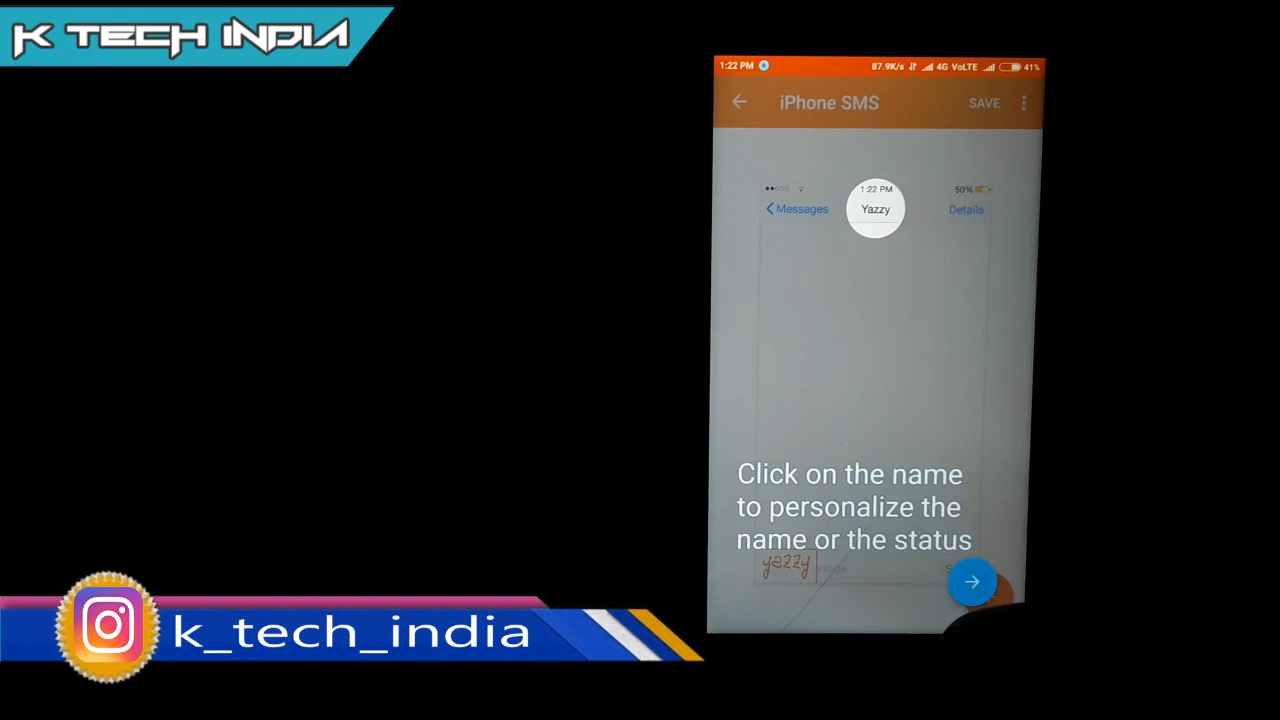 K TECH INDIA
1:22 PM 87.9K/s 4G VoLTE 41%
iPhone SMS SAVE
1:22 PM 50%
Messages Yazzy Details
Click on the name
to personalize the
name or the status
yazzy
k_tech_india